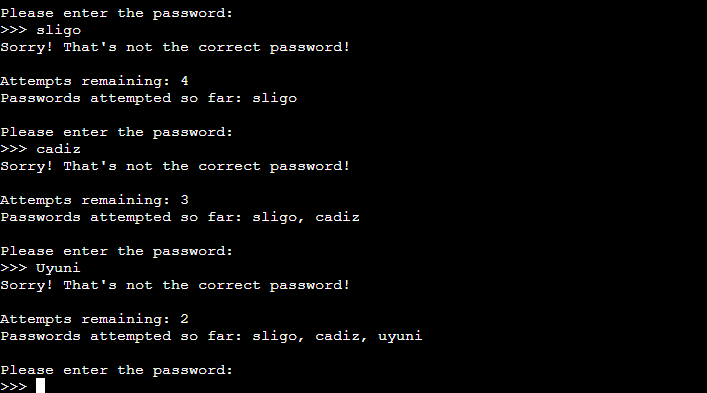 Please enter the password:
>>> sligo
Sorry! That's not the correct password!
Attempts remaining: 4
Passwords attempted so far: sligo
Please enter the password:
>>> cadiz
Sorry! That's not the correct password!
Attempts remaining: 3
Passwords attempted so far: sligo, cadiz
Please enter the password:
>>> Uyuni
Sorry! That's not the correct password!
Attempts remaining: 2
Passwords attempted so far: sligo, cadiz, uyuni
Please enter the password:
>>>